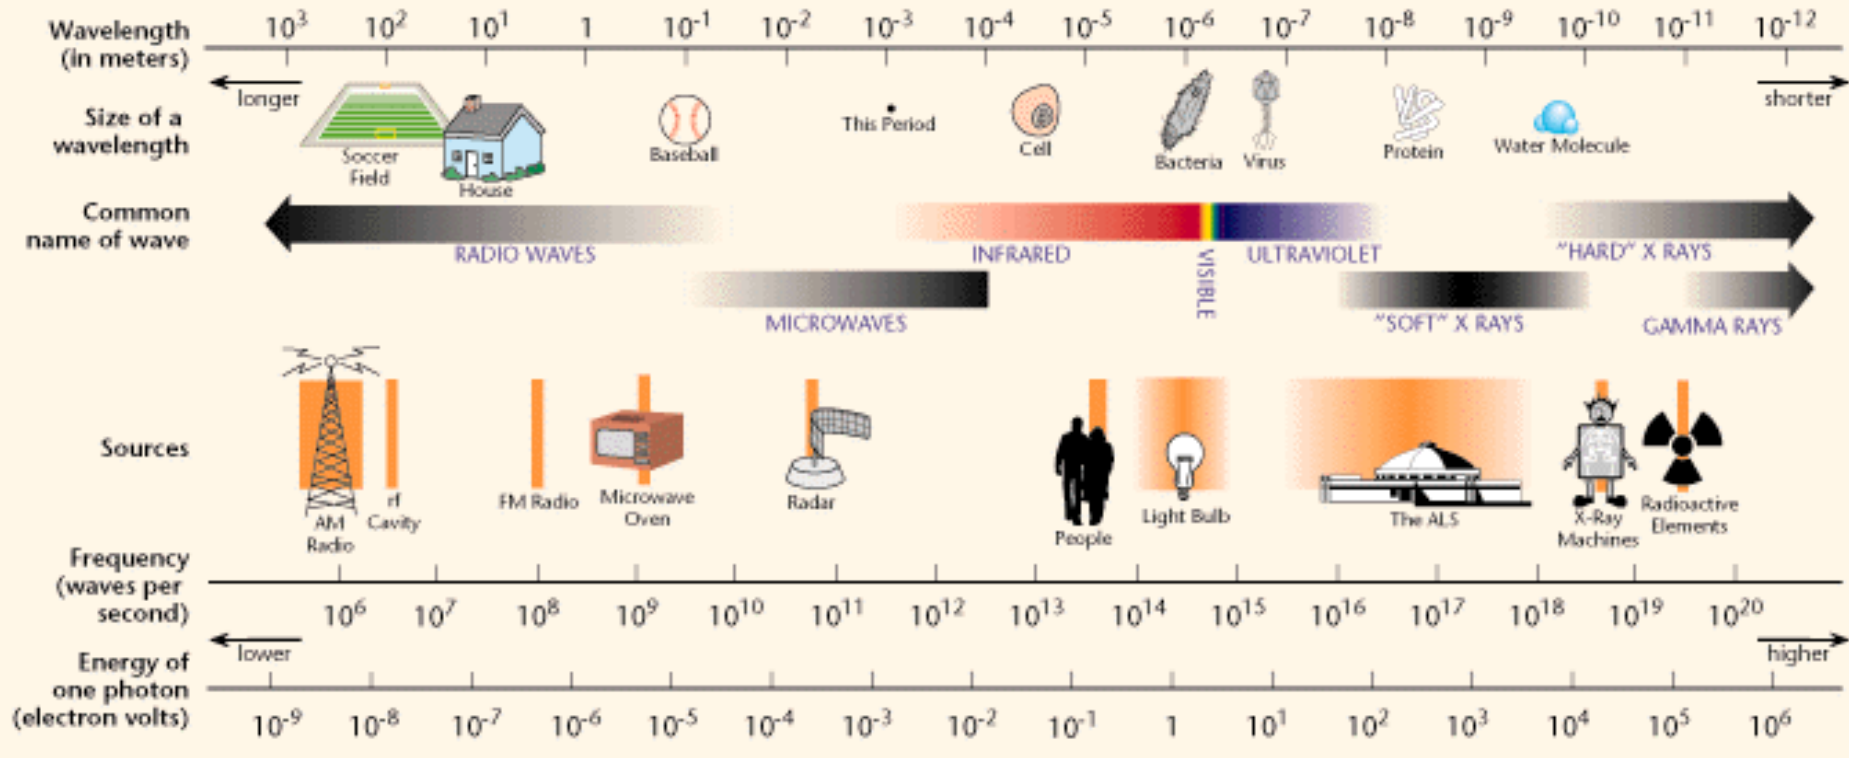 Wavelength
(in meters)
10³ 10² 10¹ 1 10⁻¹ 10⁻² 10⁻³ 10⁻⁴ 10⁻⁵ 10⁻⁶ 10⁻⁷ 10⁻⁸ 10⁻⁹ 10⁻¹⁰ 10⁻¹¹ 10⁻¹²
longer
shorter
Size of a
wavelength
Soccer
Field
House
Baseball
This Period
Cell
Bacteria
Virus
Protein
Water Molecule
Common
name of wave
RADIO WAVES
INFRARED
VISIBLE
ULTRAVIOLET
"HARD" X RAYS
MICROWAVES
"SOFT" X RAYS
GAMMA RAYS
Sources
AM
Radio
rf
Cavity
FM Radio
Microwave
Oven
Radar
People
Light Bulb
The ALS
X-Ray
Machines
Radioactive
Elements
Frequency
(waves per
second)
10⁶ 10⁷ 10⁸ 10⁹ 10¹⁰ 10¹¹ 10¹² 10¹³ 10¹⁴ 10¹⁵ 10¹⁶ 10¹⁷ 10¹⁸ 10¹⁹ 10²⁰
lower
higher
Energy of
one photon
(electron volts)
10⁻⁹ 10⁻⁸ 10⁻⁷ 10⁻⁶ 10⁻⁵ 10⁻⁴ 10⁻³ 10⁻² 10⁻¹ 1 10¹ 10² 10³ 10⁴ 10⁵ 10⁶